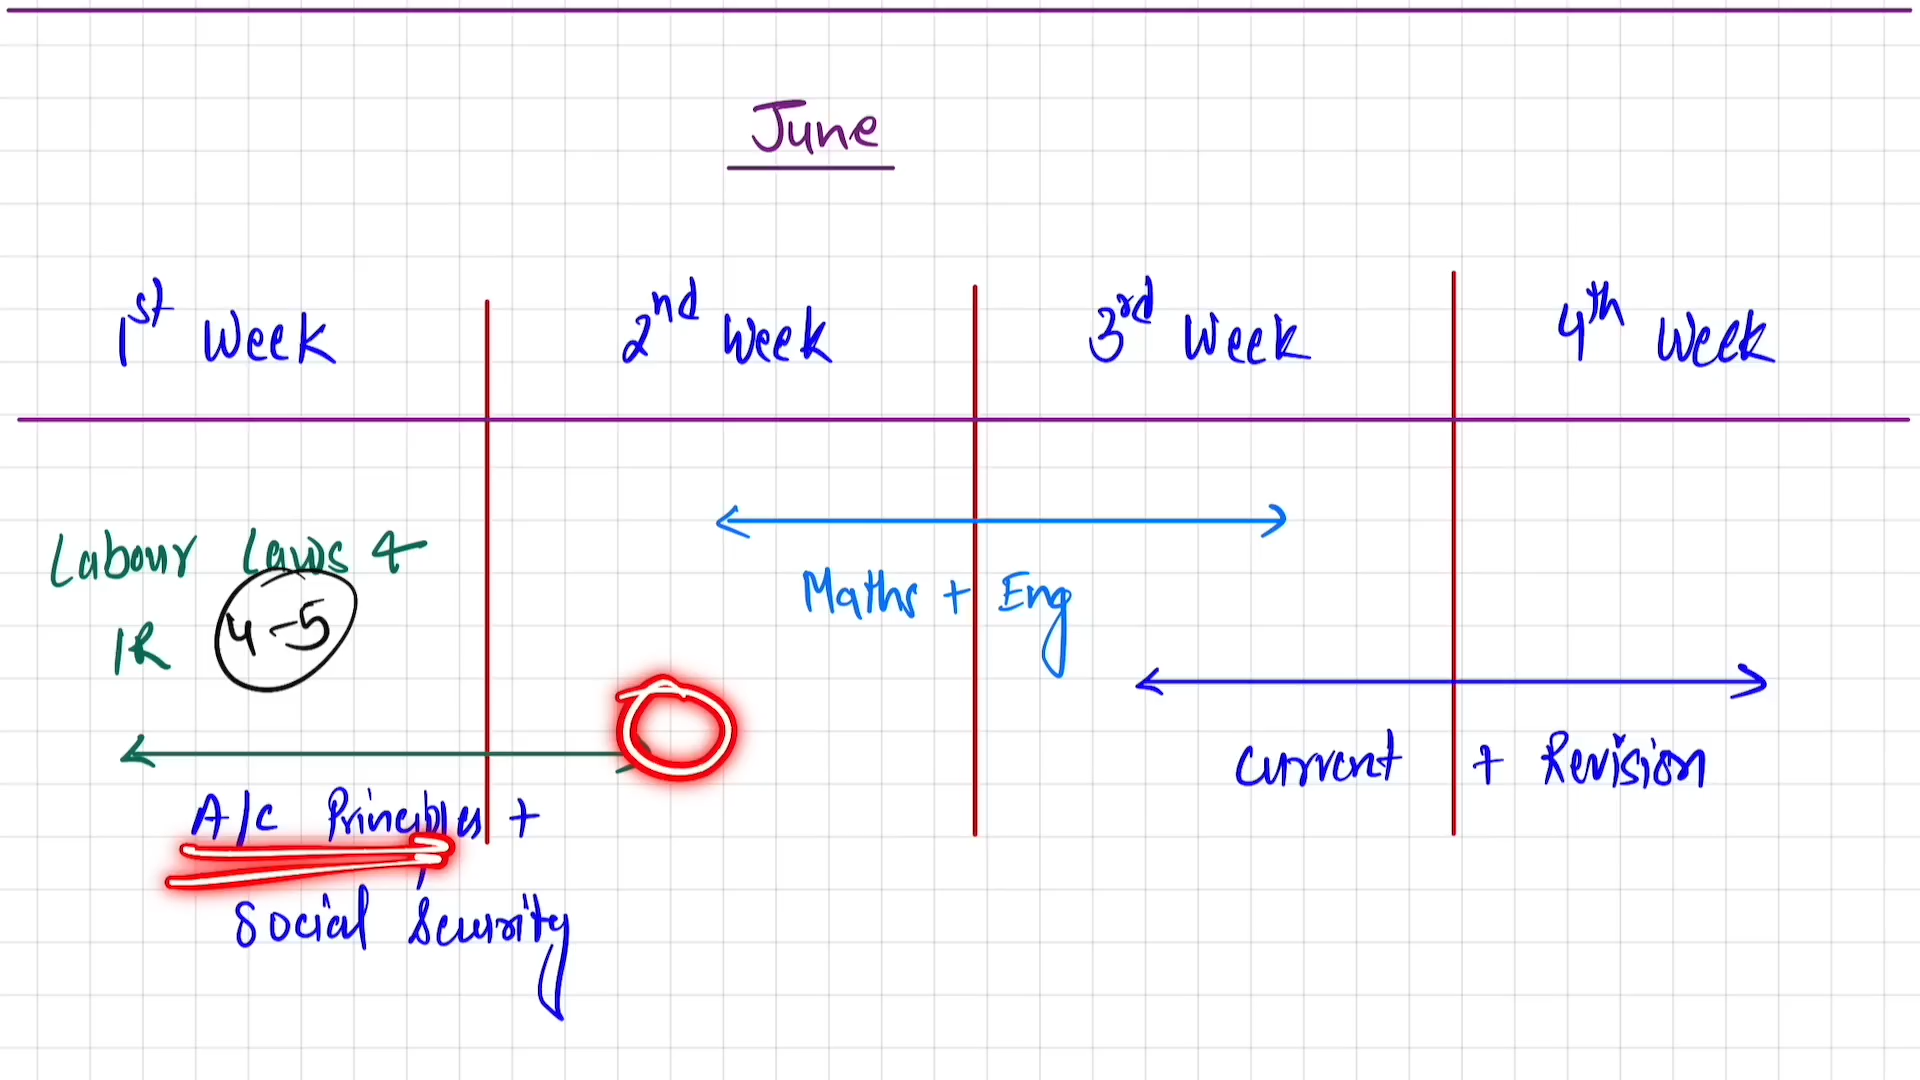 June
1st Week 2nd Week 3rd Week 4th Week
Labour Laws &
IR 4-5
Maths + Eng
A/c Principles +
Social Security
Current + Revision